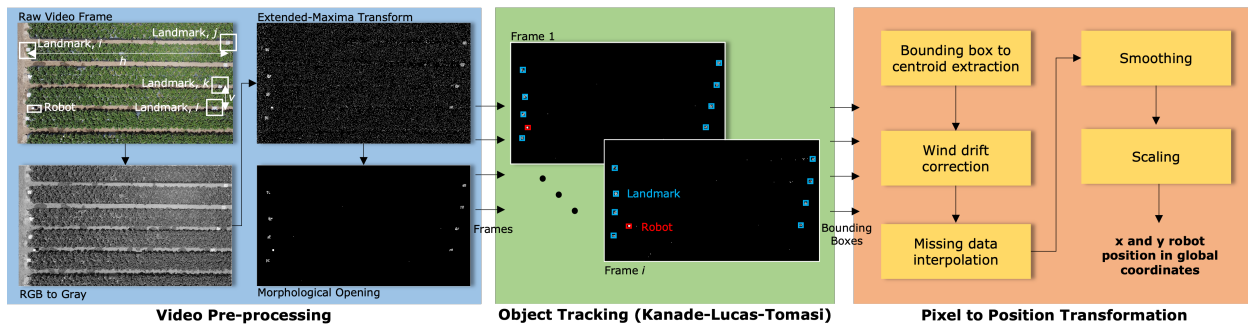 Raw Video Frame
Landmark, i
Landmark, j
h
Landmark, k
v
Landmark, l
Robot
RGB to Gray
Extended-Maxima Transform
Morphological Opening
Video Pre-processing
Frames
Frame 1
Landmark
Robot
Frame i
Object Tracking (Kanade-Lucas-Tomasi)
Bounding
Boxes
Bounding box to
centroid extraction
Wind drift
correction
Missing data
interpolation
Smoothing
Scaling
x and y robot
position in global
coordinates
Pixel to Position Transformation